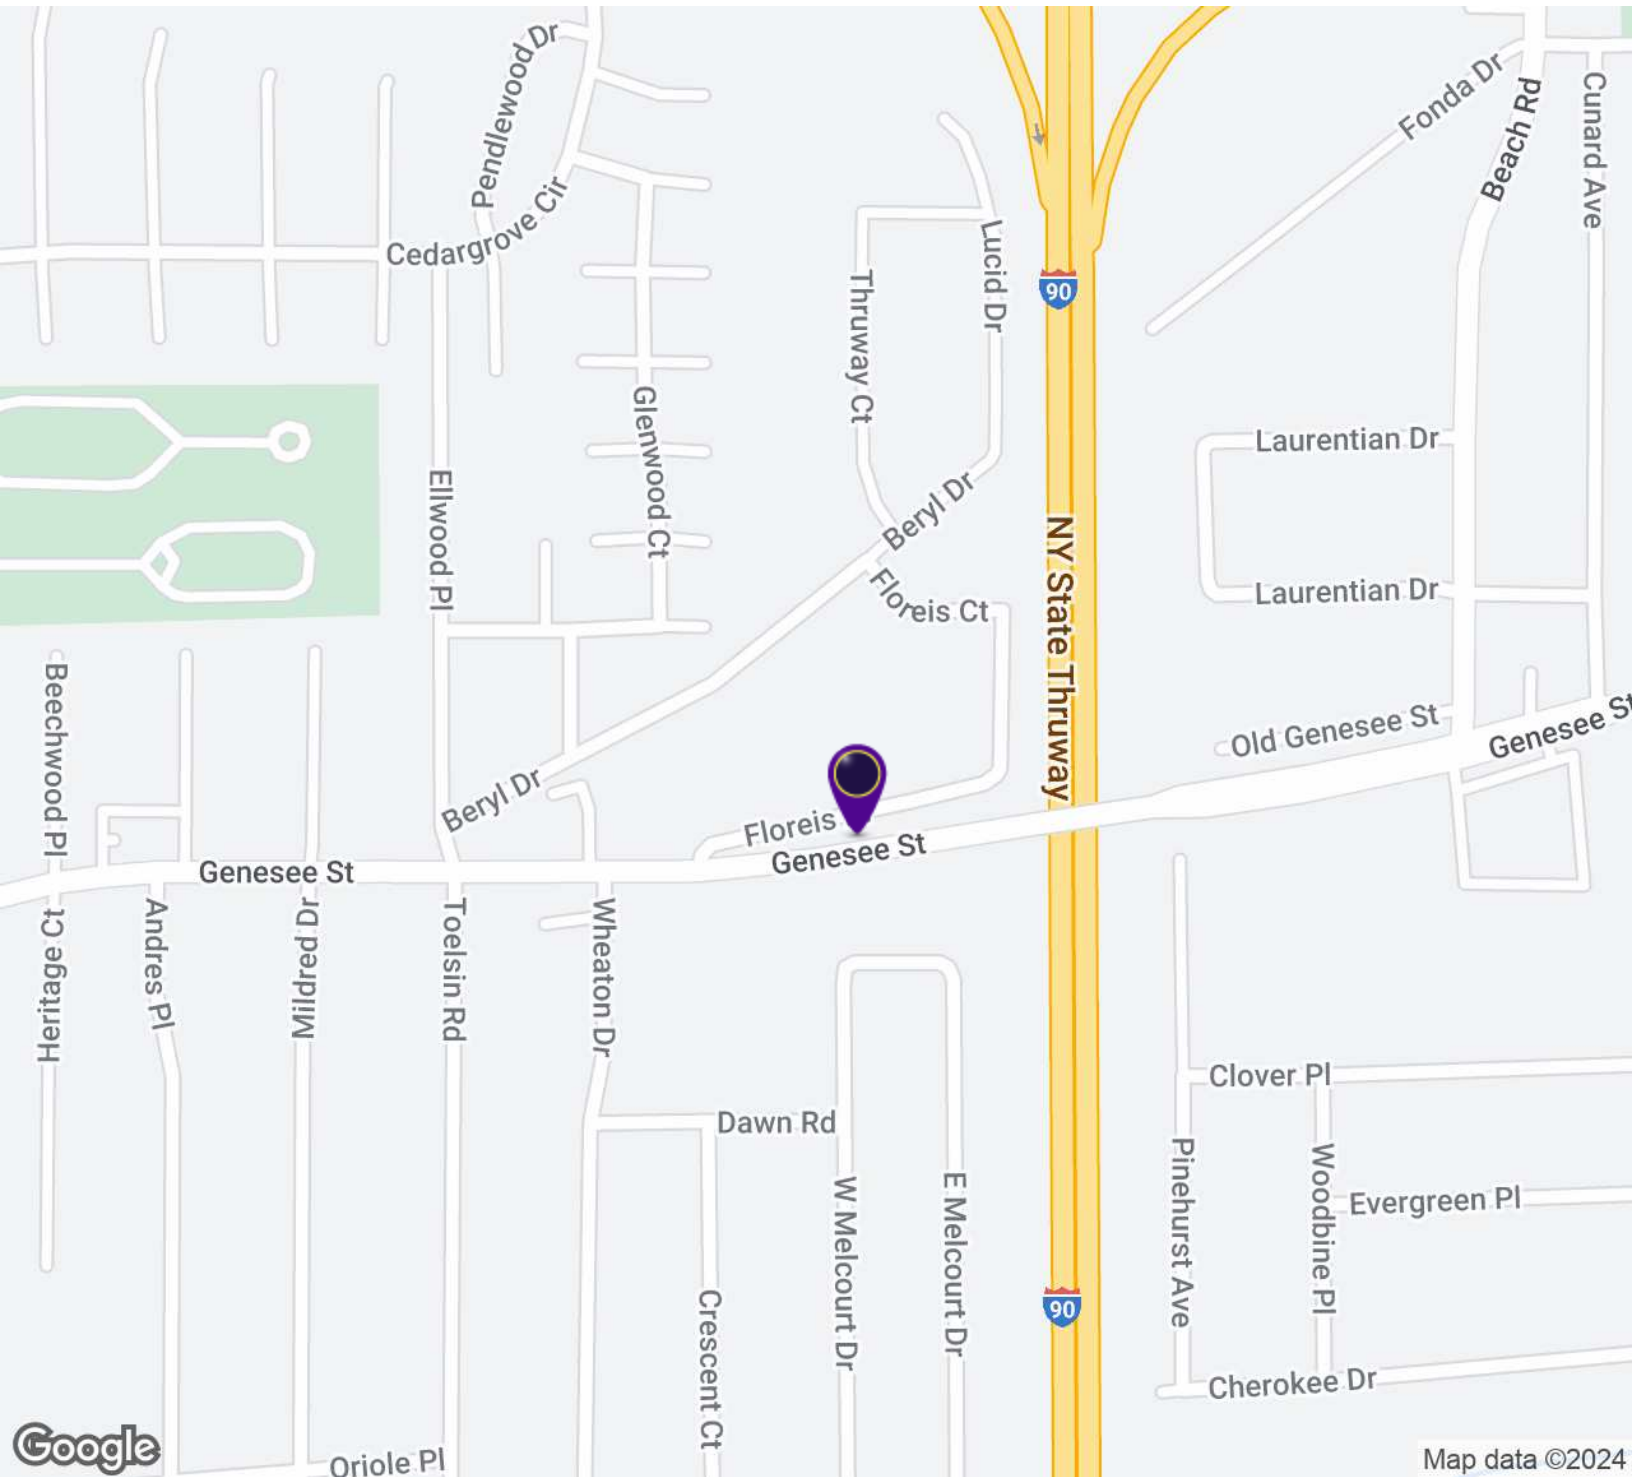 Pendlewood Dr
Cedargrove Cir
Fonda Dr
Beach Rd
Cunard Ave
Lucid Dr
Thruway Ct
90
Glenwood Ct
Ellwood Pl
Beryl Dr
Floreis Ct
Laurentian Dr
Laurentian Dr
NY State Thruway
Beechwood Pl
Old Genesee St
Genesee St
Beryl Dr
Floreis
Genesee St
Genesee St
Heritage Ct
Andres Pl
Mildred Dr
Toelsin Rd
Wheaton Dr
Dawn Rd
Clover Pl
W Melcourt Dr
E Melcourt Dr
Pinehurst Ave
Woodbine Pl
Evergreen Pl
90
Crescent Ct
Cherokee Dr
Oriole Pl
Google
Map data ©2024